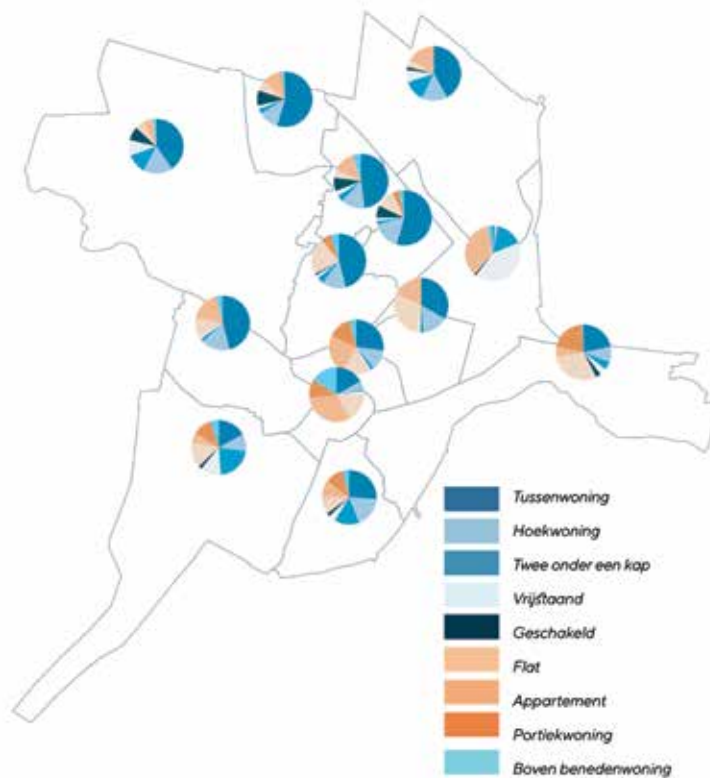 Tussenwoning
Hoekwoning
Twee onder een kap
Vrijstaand
Geschakeld
Flat
Appartement
Portiekwoning
Boven benedenwoning